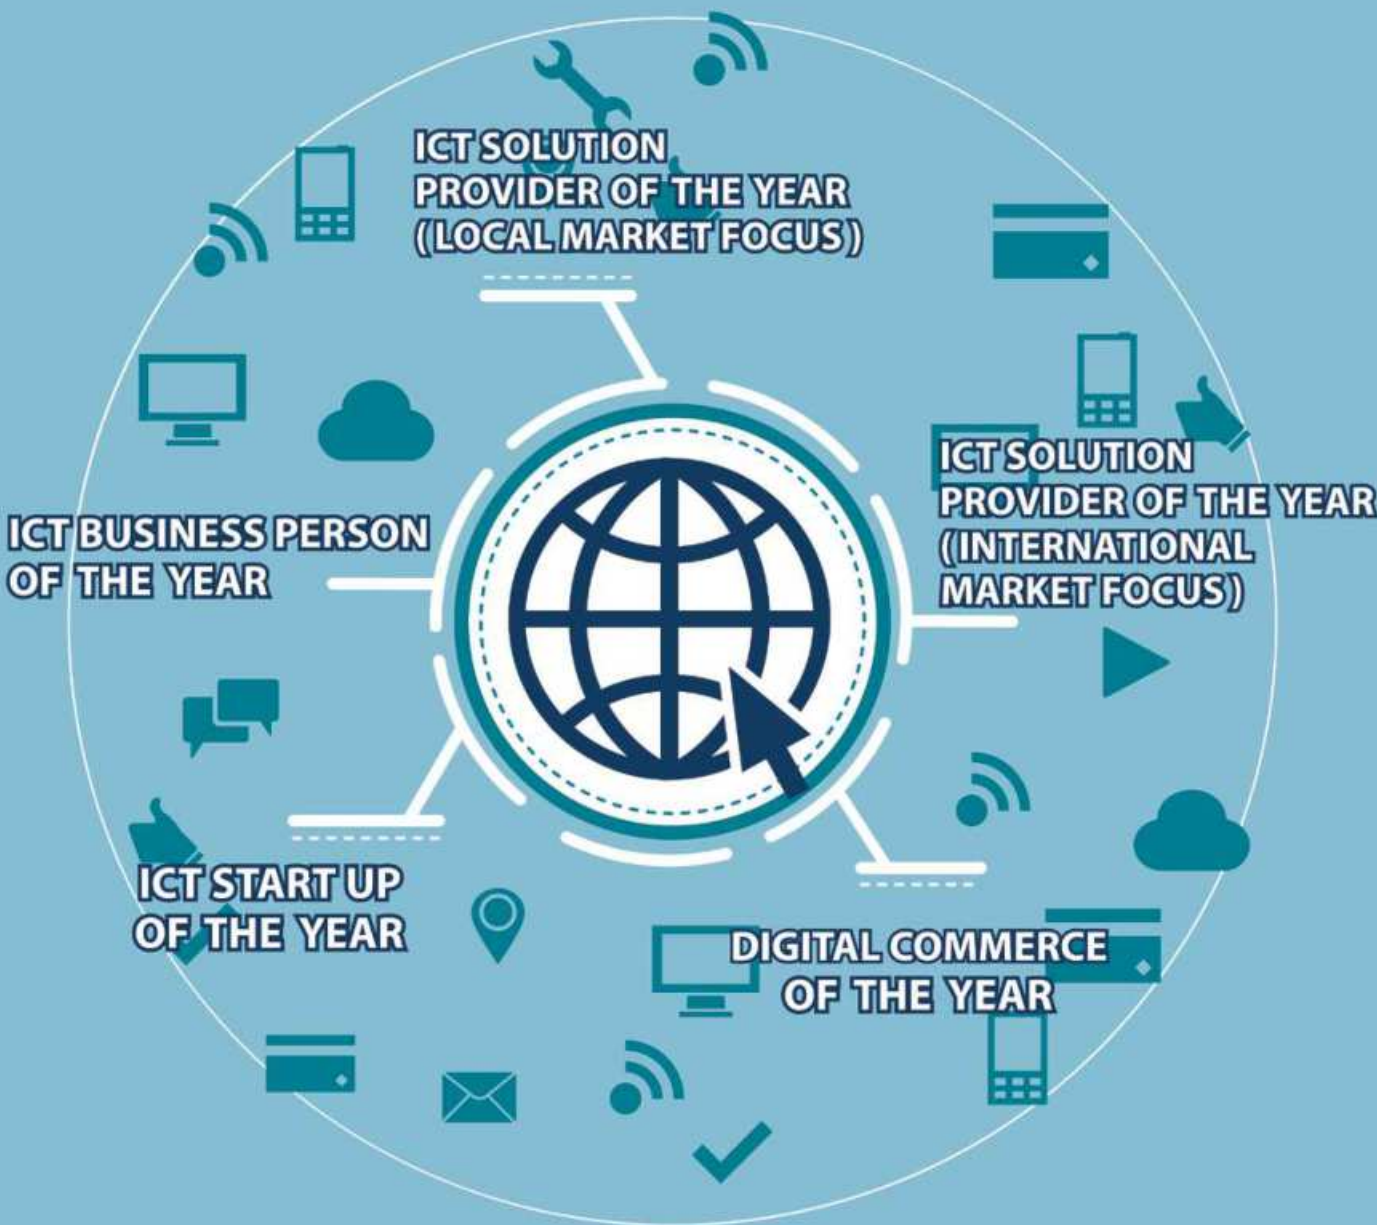 ICT SOLUTION
PROVIDER OF THE YEAR
(LOCAL MARKET FOCUS)
ICT SOLUTION
PROVIDER OF THE YEAR
(INTERNATIONAL
MARKET FOCUS)
ICT BUSINESS PERSON
OF THE YEAR
ICT START UP
OF THE YEAR
DIGITAL COMMERCE
OF THE YEAR